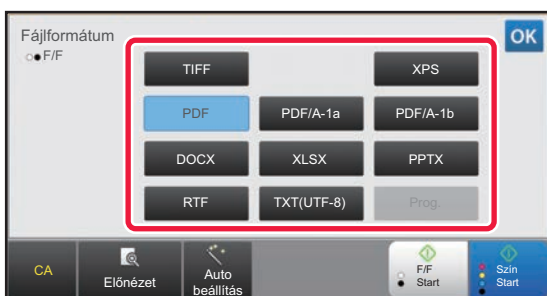 Fájlformátum
F/F
OK
TIFF
XPS
PDF
PDF/A-1a
PDF/A-1b
DOCX
XLSX
PPTX
RTF
TXT(UTF-8)
Prog.
CA
Előnézet
Auto
beállítás
F/F
Start
Szín
Start